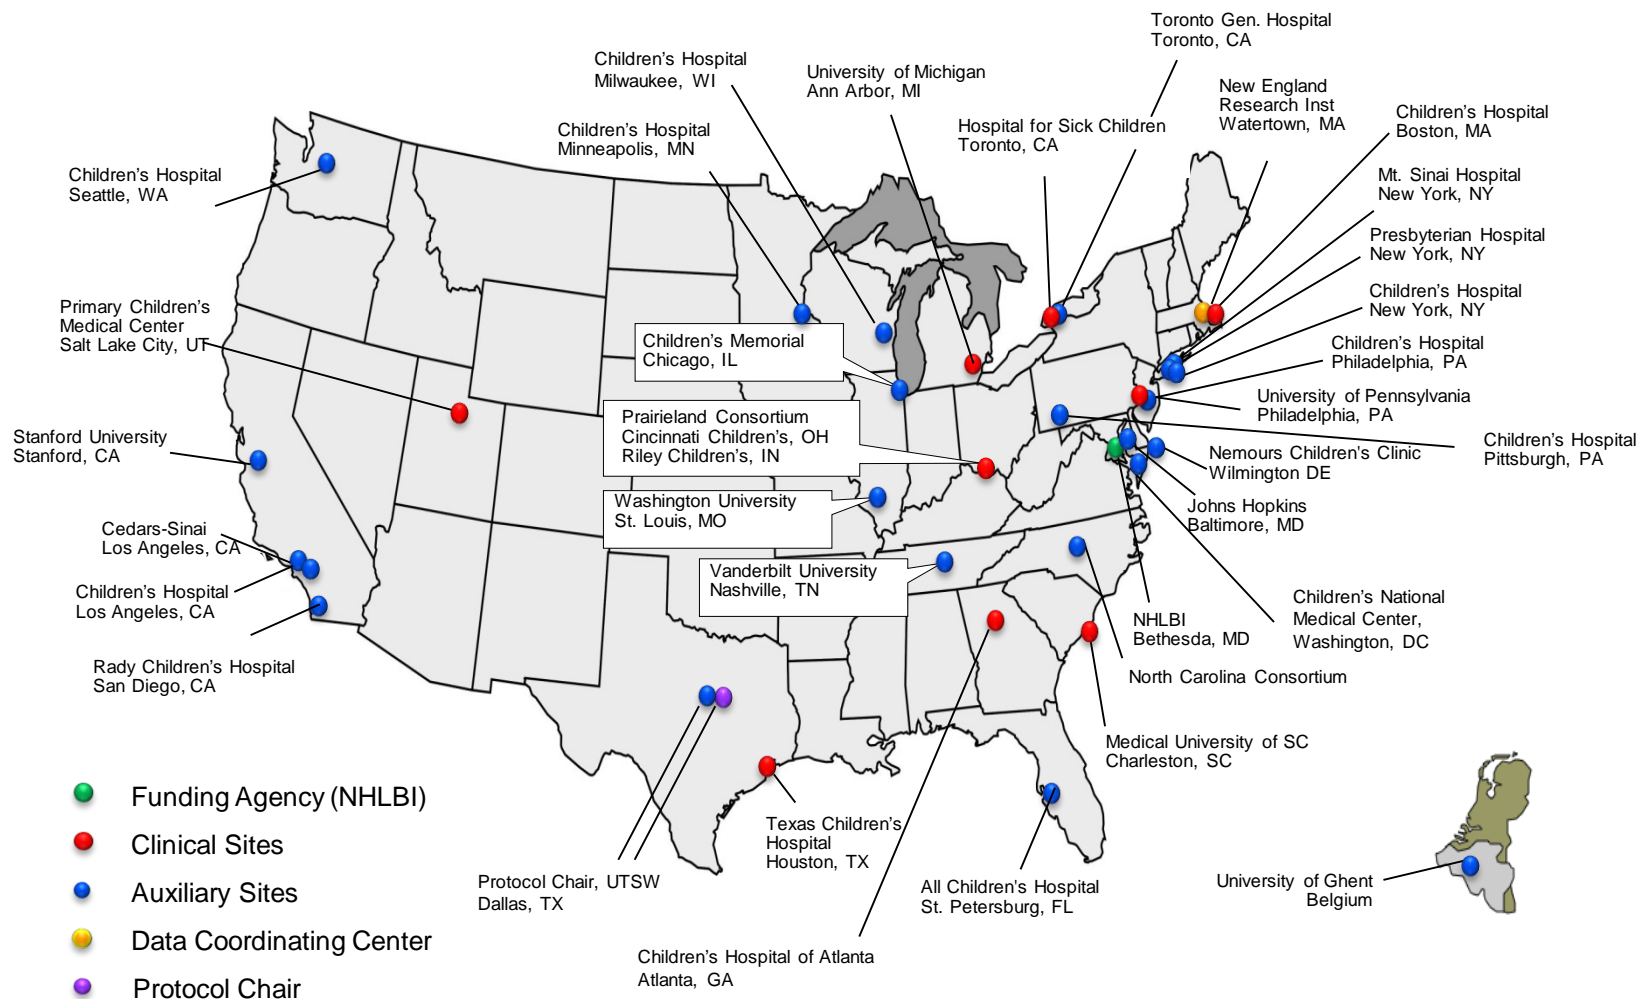 Toronto Gen. Hospital
Toronto, CA
Children's Hospital
Milwaukee, WI
University of Michigan
Ann Arbor, MI
New England
Research Inst
Watertown, MA
Children's Hospital
Boston, MA
Children's Hospital
Minneapolis, MN
Hospital for Sick Children
Toronto, CA
Children's Hospital
Seattle, WA
Mt. Sinai Hospital
New York, NY
Presbyterian Hospital
New York, NY
Children's Hospital
New York, NY
Primary Children's
Medical Center
Salt Lake City, UT
Children's Memorial
Chicago, IL
Children's Hospital
Philadelphia, PA
University of Pennsylvania
Philadelphia, PA
Prairieland Consortium
Cincinnati Children's, OH
Riley Children's, IN
Stanford University
Stanford, CA
Children's Hospital
Pittsburgh, PA
Nemours Children's Clinic
Wilmington DE
Washington University
St. Louis, MO
Johns Hopkins
Baltimore, MD
Cedars-Sinai
Los Angeles, CA
Vanderbilt University
Nashville, TN
Children's Hospital
Los Angeles, CA
Children's National
Medical Center,
Washington, DC
NHLBI
Bethesda, MD
Rady Children's Hospital
San Diego, CA
North Carolina Consortium
Medical University of SC
Charleston, SC
Texas Children's
Hospital
Houston, TX
Protocol Chair, UTSW
Dallas, TX
All Children's Hospital
St. Petersburg, FL
University of Ghent
Belgium
Children's Hospital of Atlanta
Atlanta, GA
Funding Agency (NHLBI)
Clinical Sites
Auxiliary Sites
Data Coordinating Center
Protocol Chair